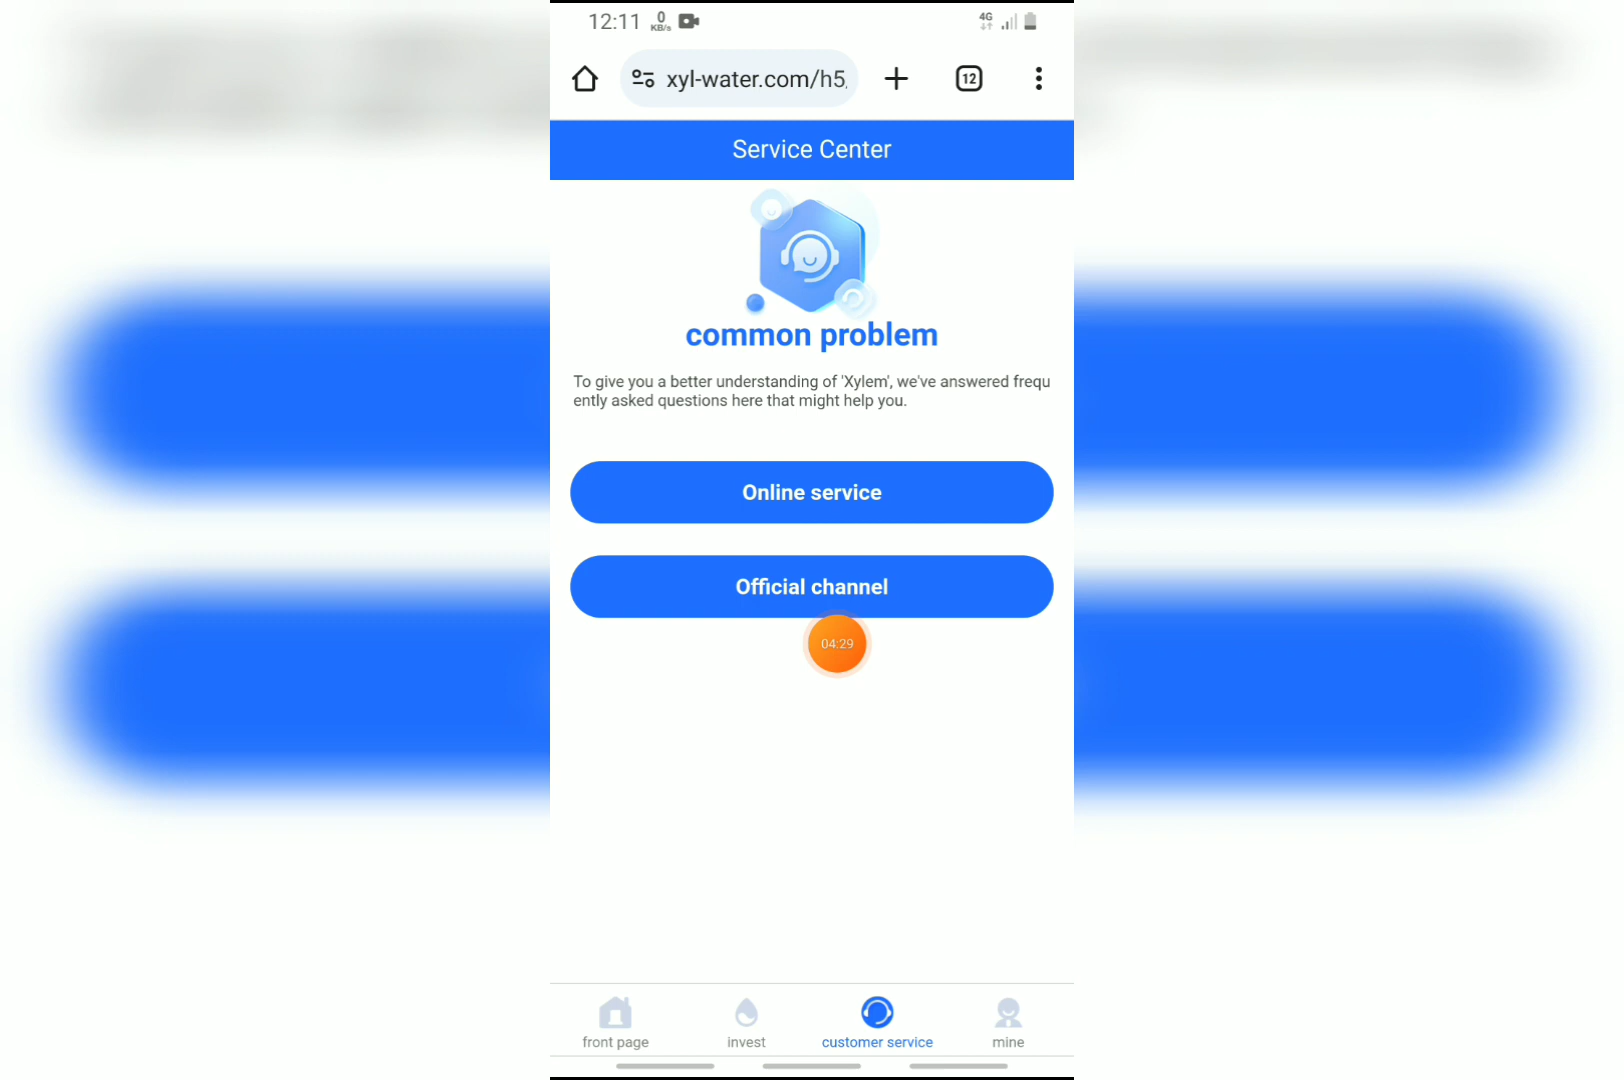 12:11
0
KB/s
4G
xyl-water.com/h5
12
Service Center
common problem
To give you a better understanding of 'Xylem', we've answered frequ
ently asked questions here that might help you.
Online service
Official channel
04:29
front page
invest
customer service
mine